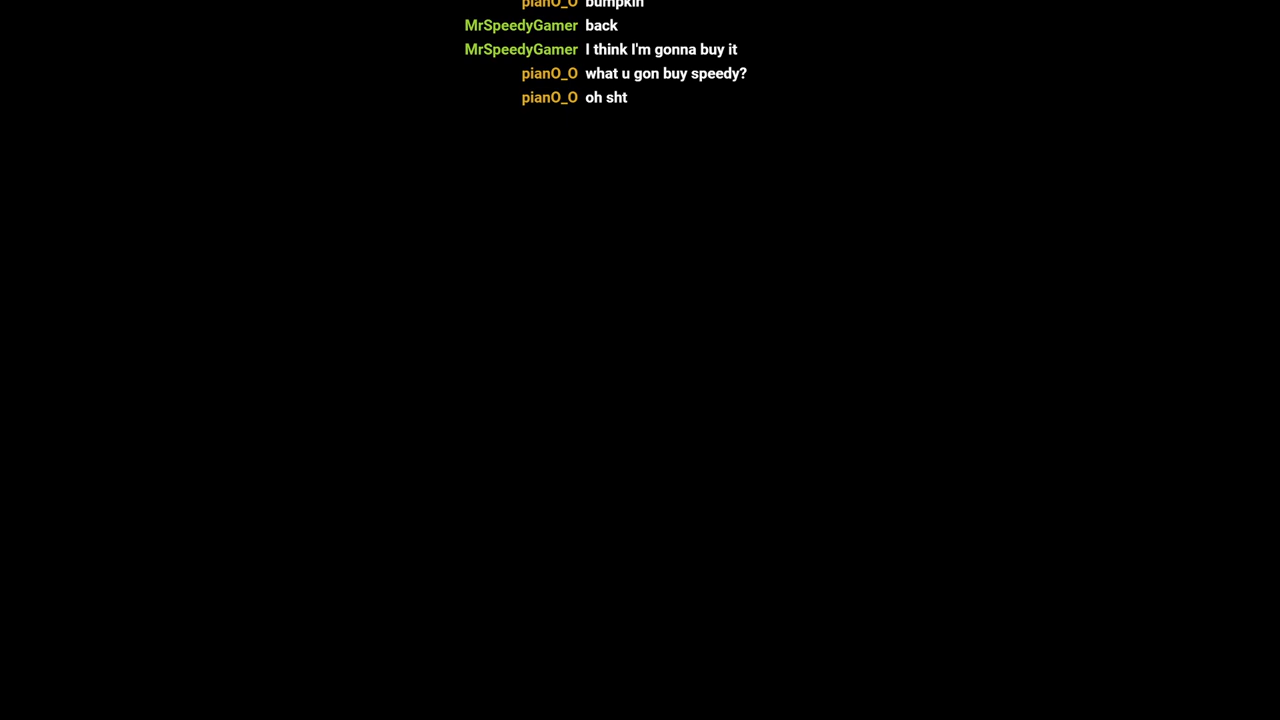 pianO_O bumpkin
MrSpeedyGamer back
MrSpeedyGamer I think I'm gonna buy it
pianO_O what u gon buy speedy?
pianO_O oh sht